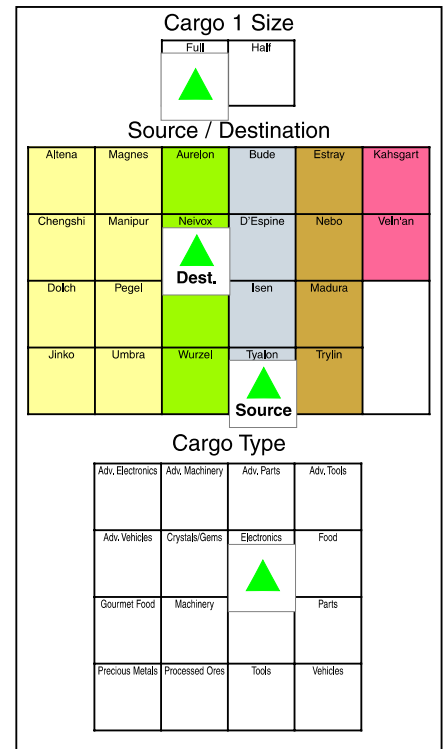 Cargo 1 Size
Full Half
Source / Destination
Altena Magnes Aurelon Bude Estray Kahsgart
Chengshi Manipur Neivox D'Espine Nebo Veln'an
Dest.
Dolch Pegel Isen Madura
Jinko Umbra Wurzel Tyalon Trylin
Source
Cargo Type
Adv. Electronics Adv. Machinery Adv. Parts Adv. Tools
Adv. Vehicles Crystals/Gems Electronics Food
Gourmet Food Machinery Parts
Precious Metals Processed Ores Tools Vehicles